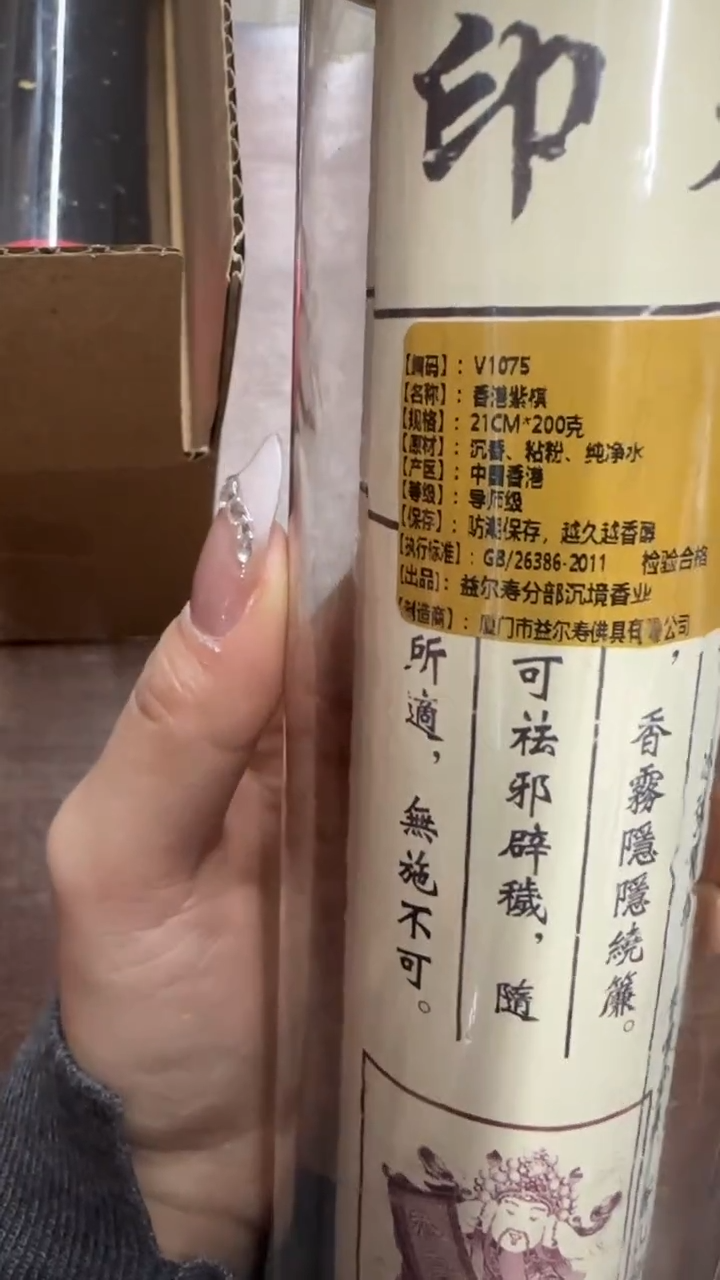 印
【编码】：V1075
【名称】：香港紫棋
【规格】：21CM*200克
【原材】：沉香、粘粉、纯净水
【产区】：中国香港
【等级】：导师级
【保存】：防潮保存，越久越香醇
【执行标准】：GB/26386-2011 检验合格
【出品】：益尔寿分部沉境香业
【制造商】：厦门市益尔寿佛具有限公司
香霧隱隱繞簾。
可祛邪辟穢，隨
所適，無施不可。